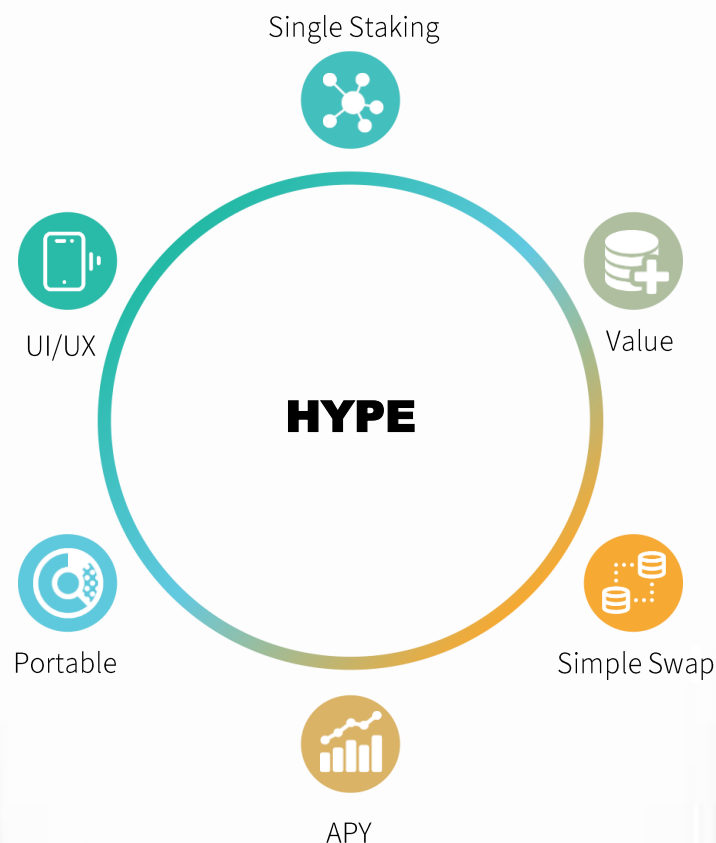 Single Staking
UI/UX
Value
HYPE
Portable
Simple Swap
APY